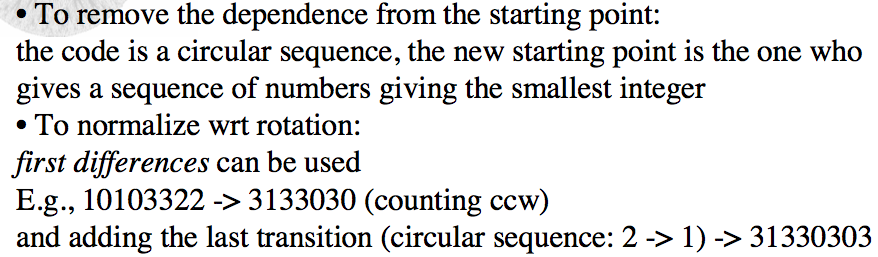 • To remove the dependence from the starting point:
the code is a circular sequence, the new starting point is the one who
gives a sequence of numbers giving the smallest integer
• To normalize wrt rotation:
first differences can be used
E.g., 10103322 -> 3133030 (counting ccw)
and adding the last transition (circular sequence: 2 -> 1) -> 31330303